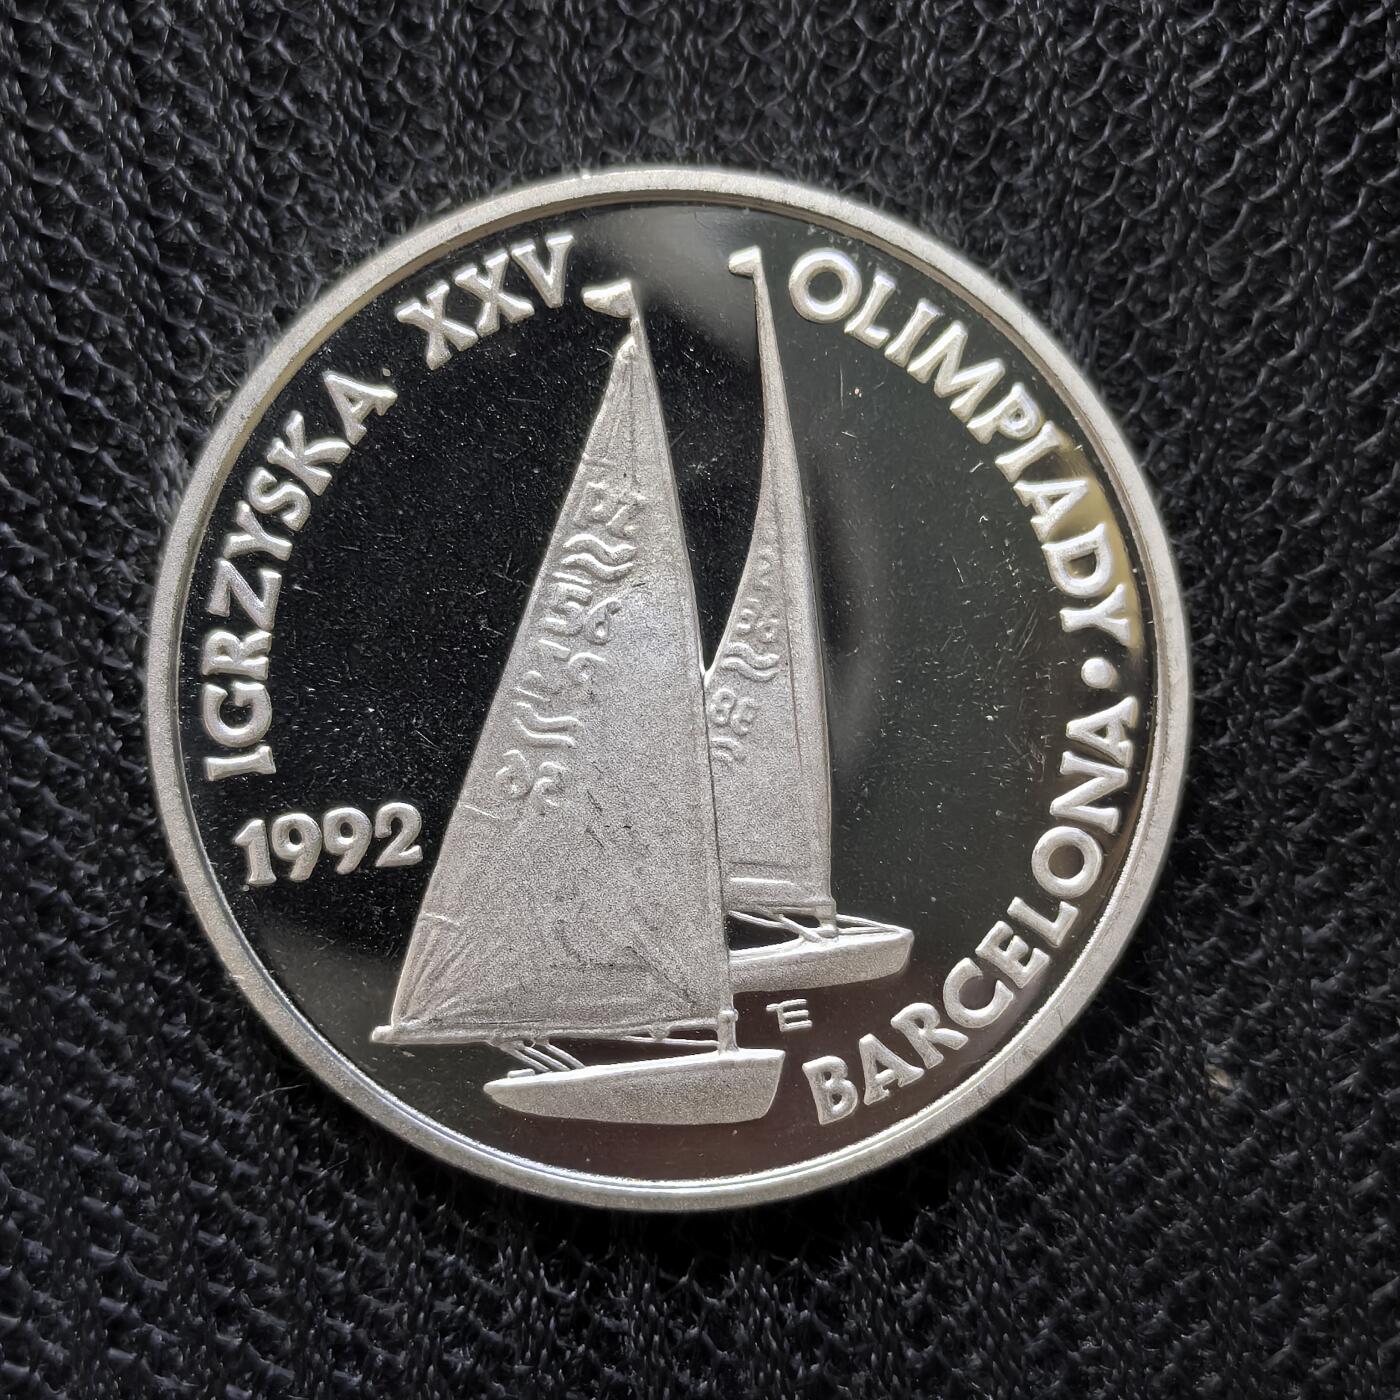 IGRZYSKA XXV OLIMPIADY · BARCELONA
1992
E